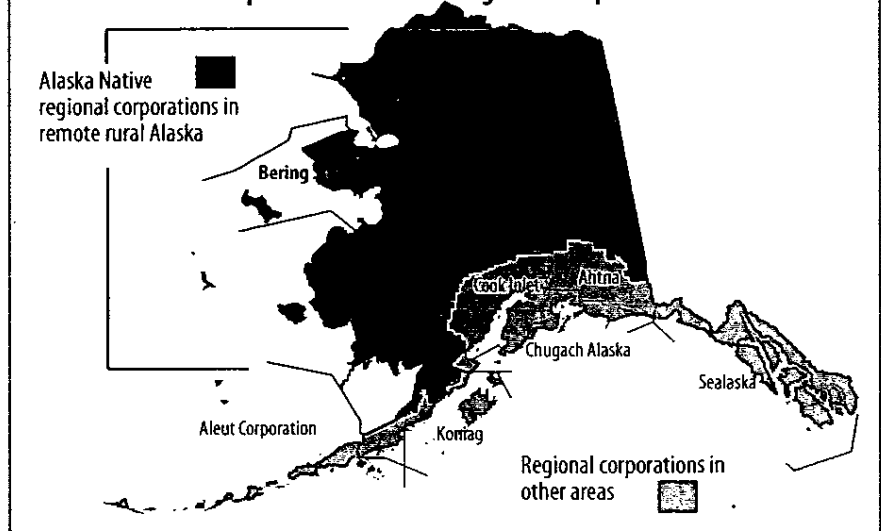 Alaska Native
regional corporations in
remote rural Alaska
Bering
Cook Inlet
Ahtna
Chugach Alaska
Sealaska
Aleut Corporation
Koniag
Regional corporations in
other areas